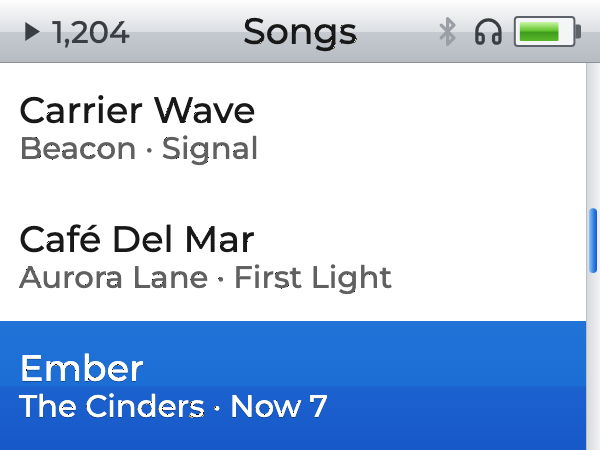 1,204 Songs
Carrier Wave
Beacon · Signal
Café Del Mar
Aurora Lane · First Light
Ember
The Cinders · Now 7